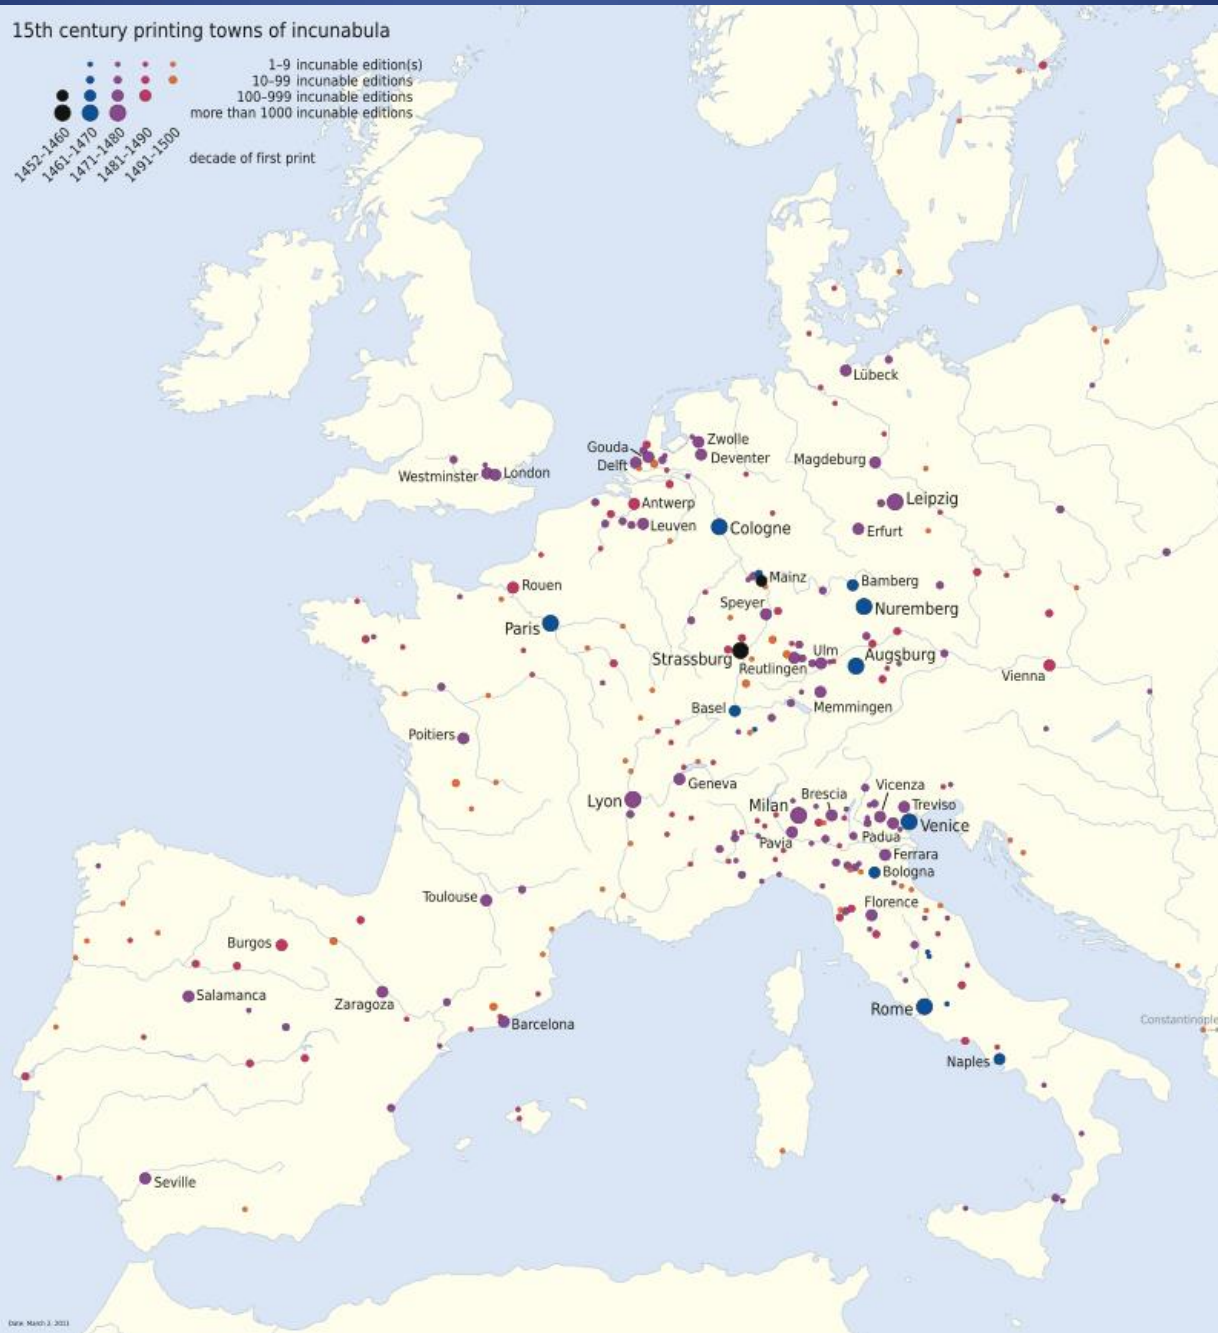 15th century printing towns of incunabula
1–9 incunable edition(s)
10–99 incunable editions
100–999 incunable editions
more than 1000 incunable editions
1452-1460
1461-1470
1471-1480
1481-1490
1491-1500
decade of first print
Lübeck
Gouda
Zwolle
Delft
Deventer
Magdeburg
Westminster
London
Leipzig
Antwerp
Leuven
Cologne
Erfurt
Mainz
Bamberg
Rouen
Speyer
Nuremberg
Paris
Strassburg
Ulm
Augsburg
Reutlingen
Vienna
Basel
Memmingen
Poitiers
Geneva
Vicenza
Brescia
Lyon
Milan
Treviso
Venice
Pavia
Padua
Ferrara
Bologna
Toulouse
Florence
Burgos
Salamanca
Zaragoza
Rome
Barcelona
Constantinople
Naples
Seville
Date: March 2, 2011